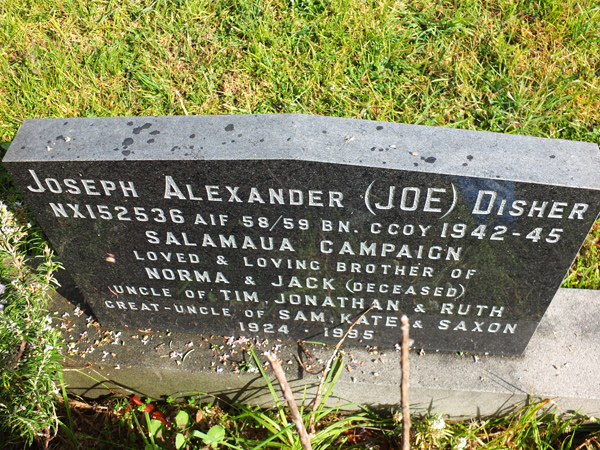 JOSEPH ALEXANDER (JOE) DISHER
NX152536 AIF 58/59 BN. C COY 1942-45
SALAMAUA CAMPAIGN
LOVED & LOVING BROTHER OF
NORMA & JACK (DECEASED)
UNCLE OF TIM, JONATHAN & RUTH
GREAT-UNCLE OF SAM, KATE & SAXON
1924 - 1995